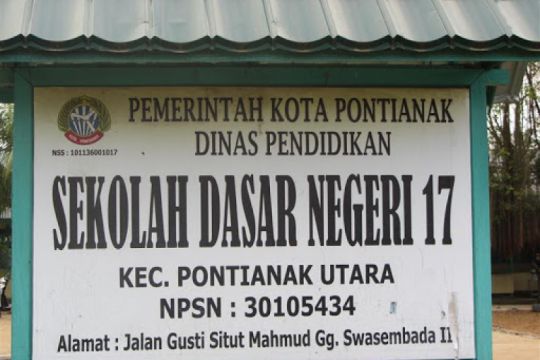 PEMERINTAH KOTA PONTIANAK
DINAS PENDIDIKAN
NSS : 101136001017
SEKOLAH DASAR NEGERI 17
KEC. PONTIANAK UTARA
NPSN : 30105434
Alamat : Jalan Gusti Situt Mahmud Gg. Swasembada II